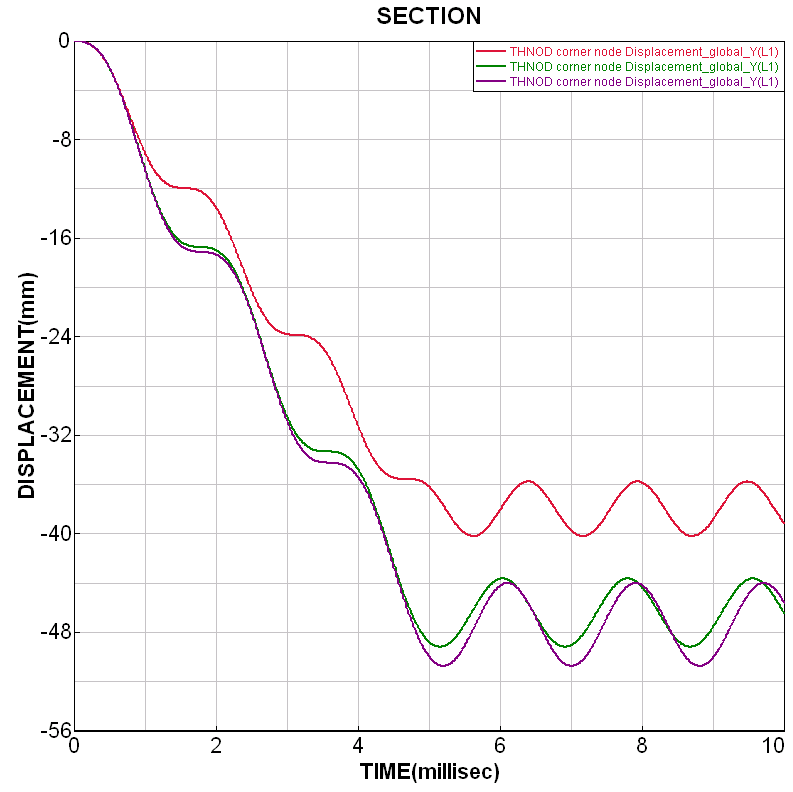 SECTION
THNOD corner node Displacement_global_Y(L1)
THNOD corner node Displacement_global_Y(L1)
THNOD corner node Displacement_global_Y(L1)
DISPLACEMENT(mm)
0
-8
-16
-24
-32
-40
-48
-56
0 2 4 6 8 10
TIME(millisec)